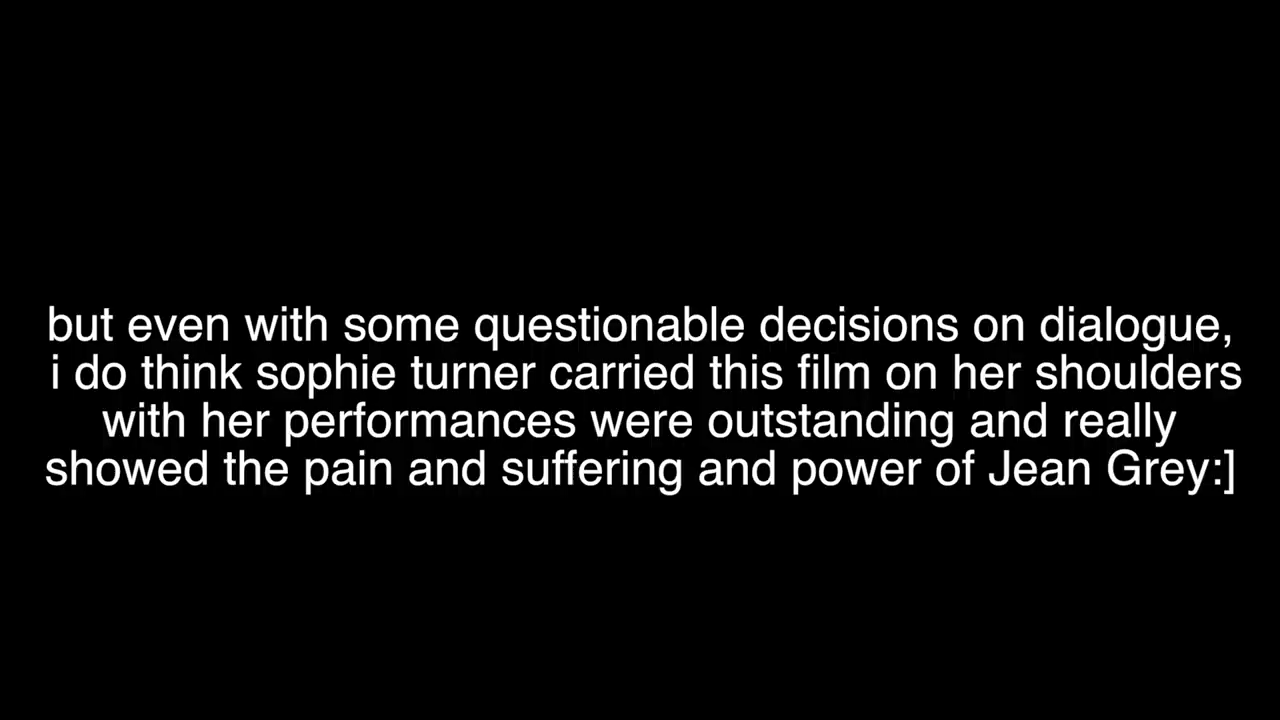 but even with some questionable decisions on dialogue,
i do think sophie turner carried this film on her shoulders
with her performances were outstanding and really
showed the pain and suffering and power of Jean Grey:]